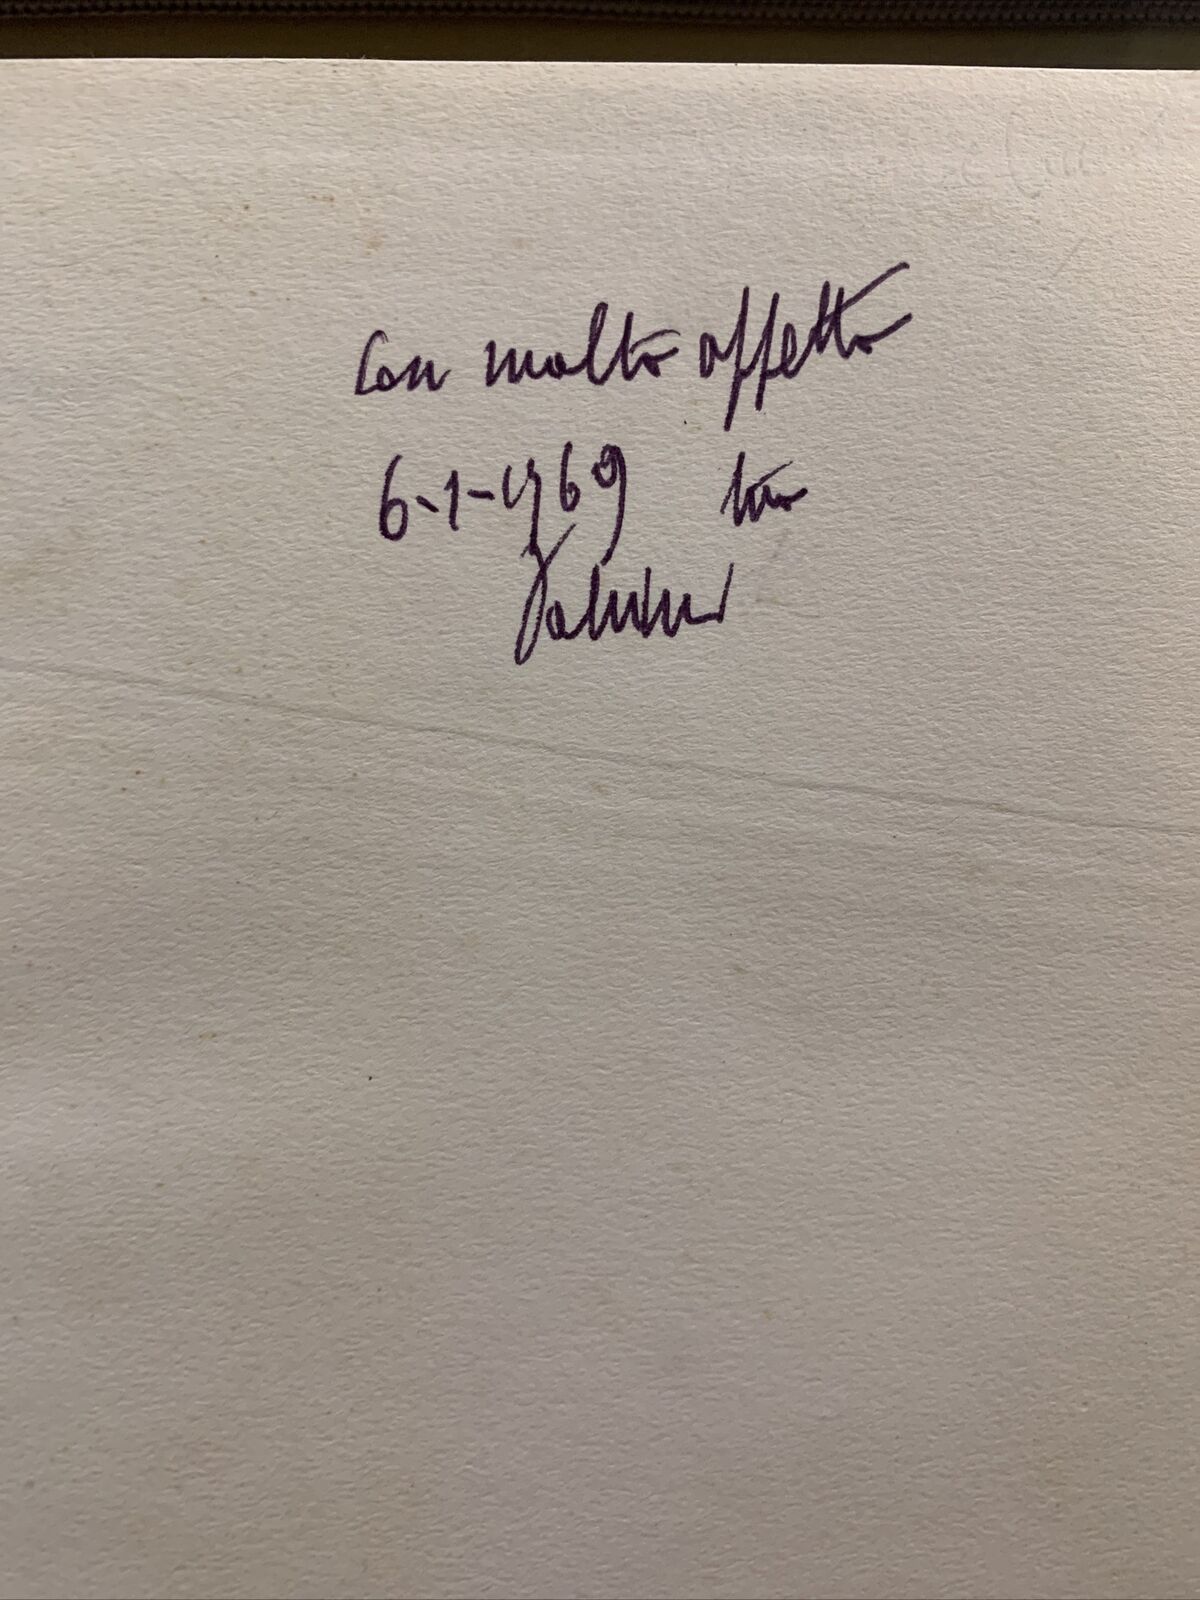 Con molto affetto
6-1-1969 tuo